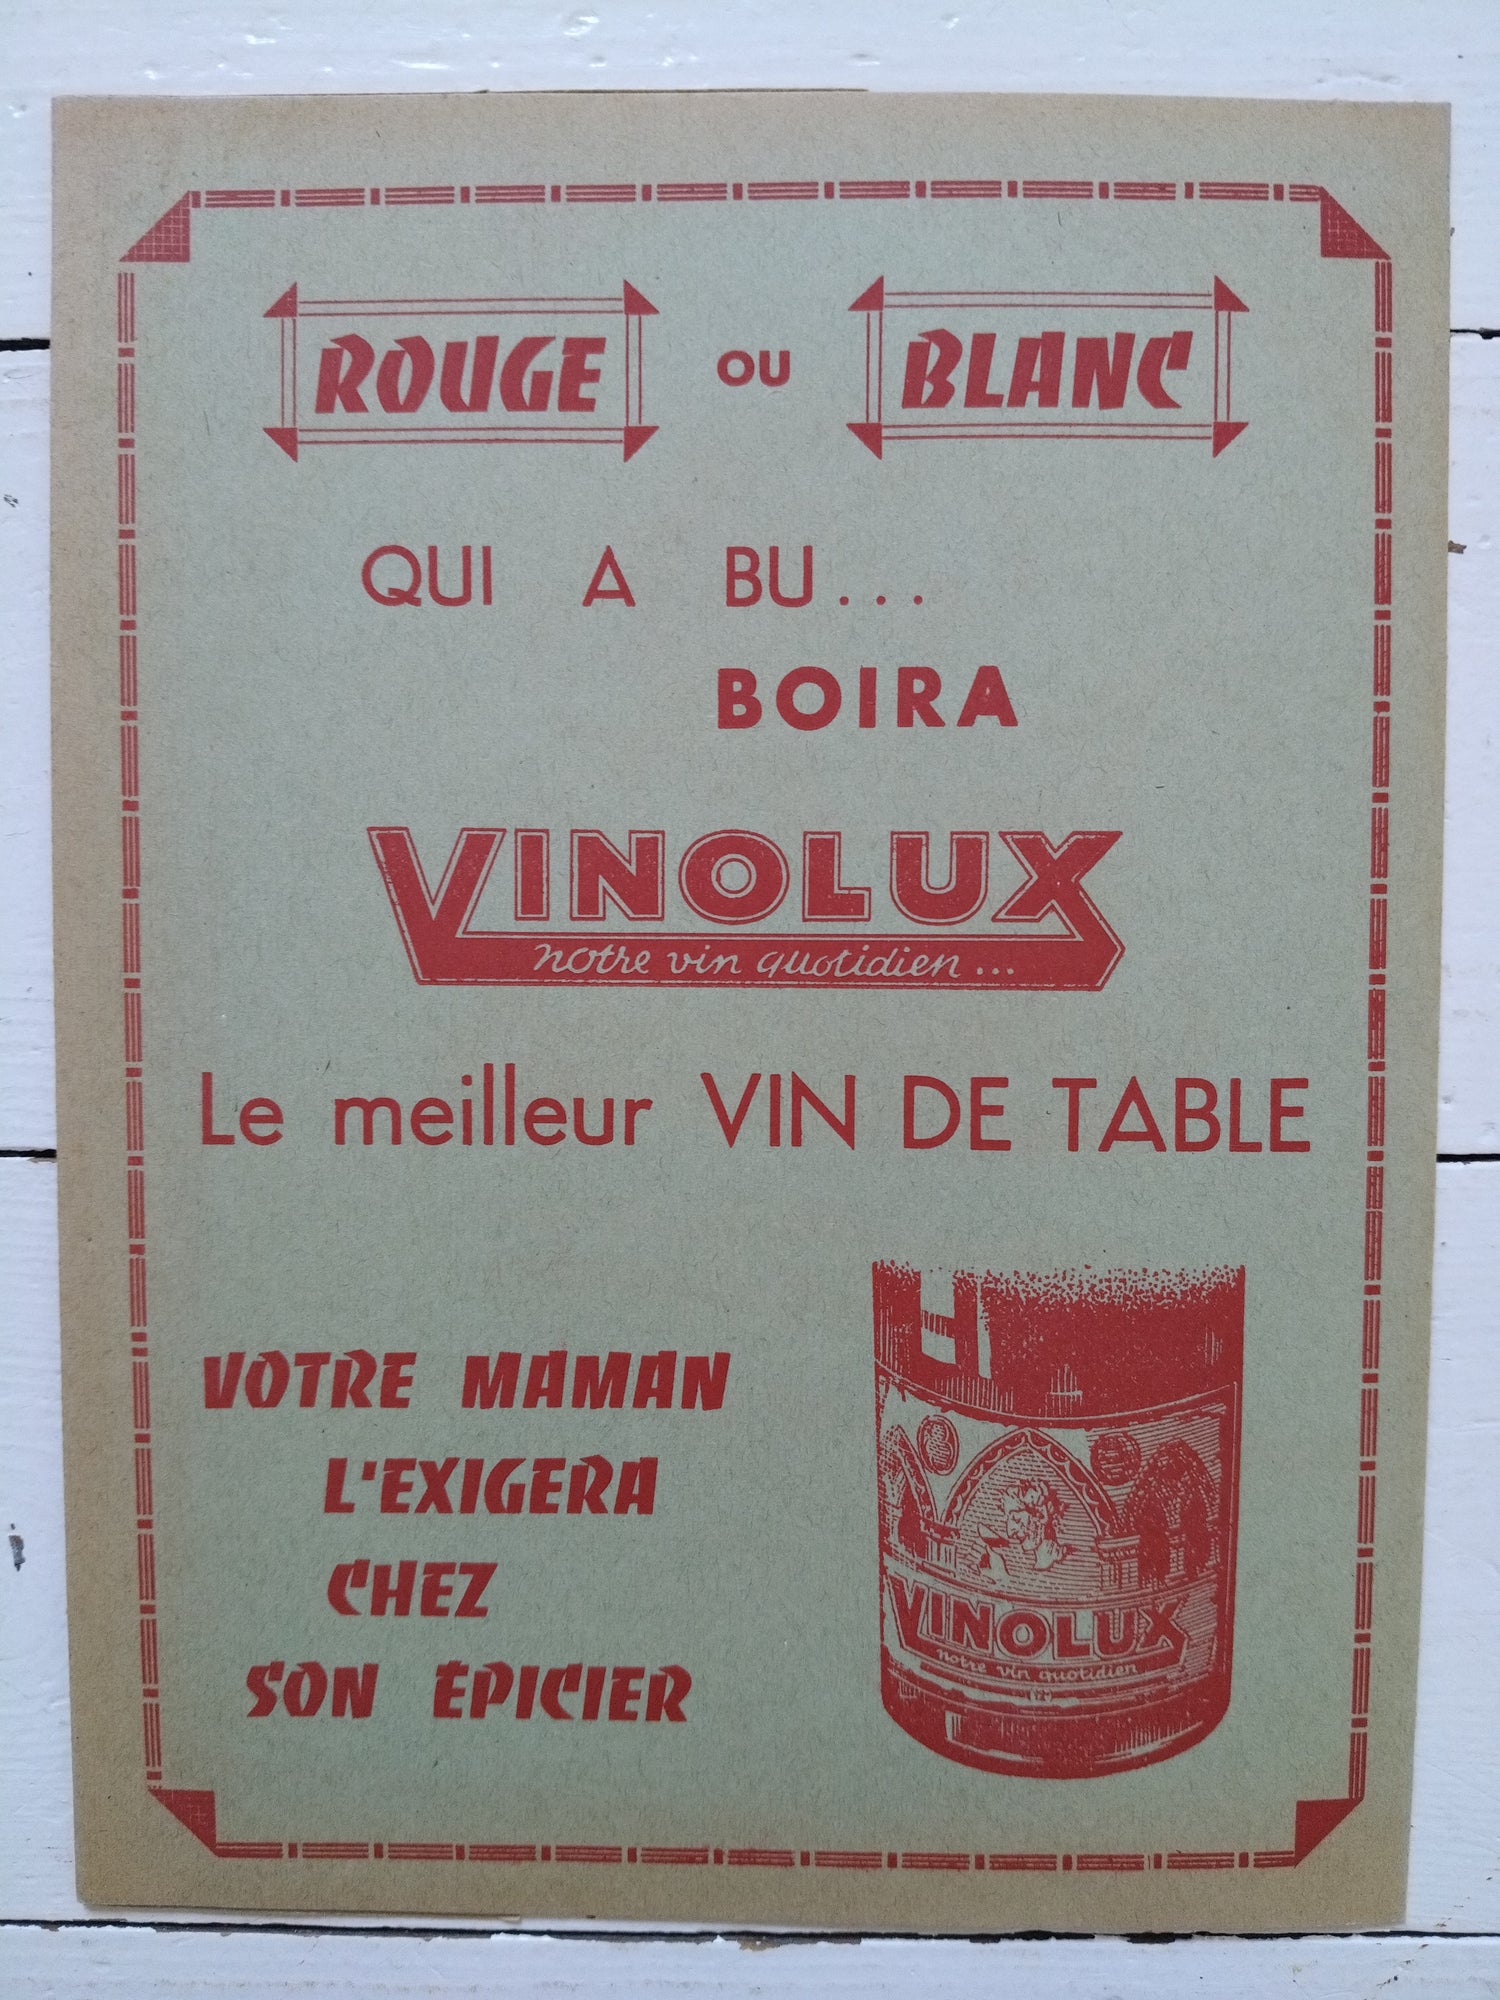 ROUGE OU BLANC
QUI A BU...
BOIRA
VINOLUX
notre vin quotidien...
Le meilleur VIN DE TABLE
VOTRE MAMAN
L'EXIGERA
CHEZ
SON ÉPICIER
VINOLUX
notre vin quotidien